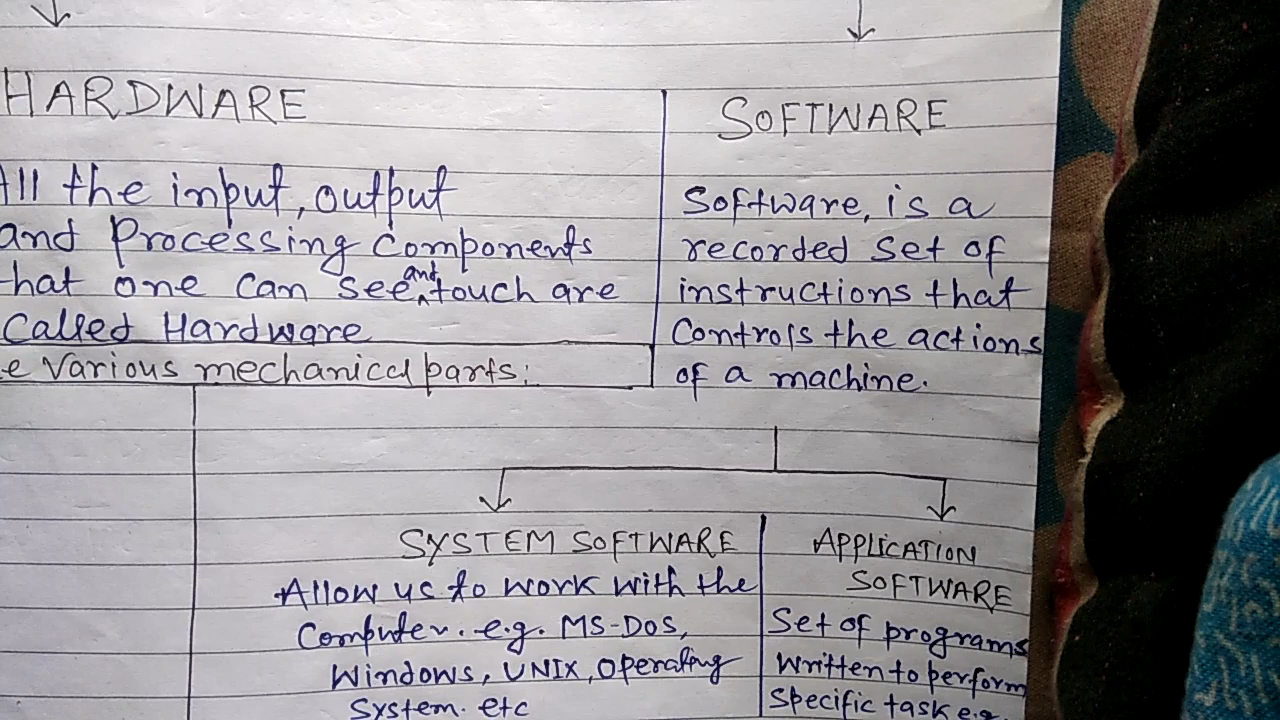 HARDWARE
All the input, output
and Processing Components
that one can see and touch are
Called Hardware
e various mechanical parts:
SOFTWARE
Software, is a
recorded set of
instructions that
Controls the actions
of a machine.
SYSTEM SOFTWARE
Allow us to work with the
Computer. e.g. MS-DOS,
Windows, UNIX, Operating
System. etc
APPLICATION
SOFTWARE
Set of programs
Written to perform
Specific task e.g.